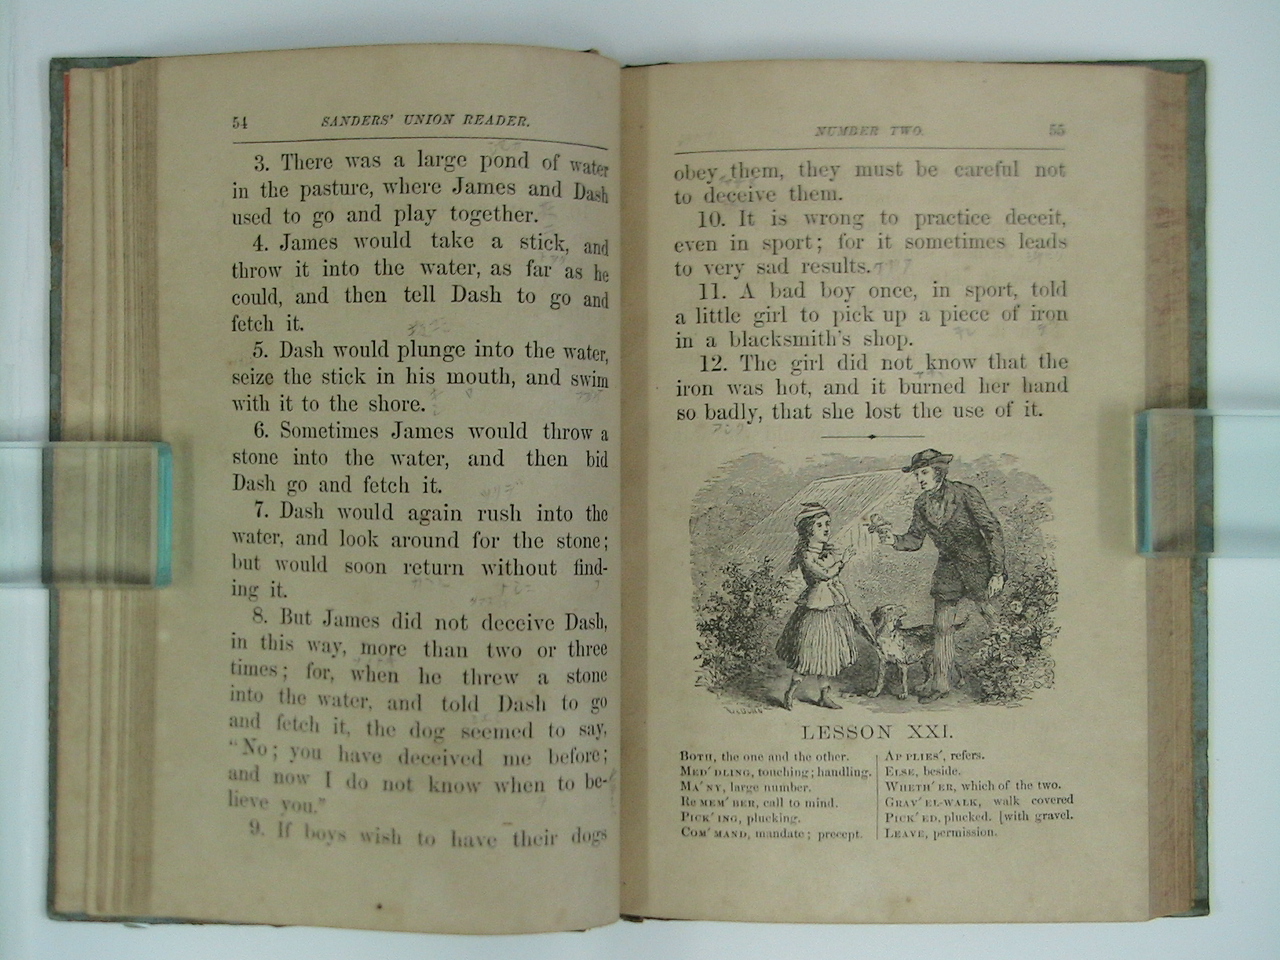 54
SANDERS' UNION READER.
3. There was a large pond of water
in the pasture, where James and Dash
used to go and play together.
4. James would take a stick, and
throw it into the water, as far as he
could, and then tell Dash to go and
fetch it.
5. Dash would plunge into the water,
seize the stick in his mouth, and swim
with it to the shore.
6. Sometimes James would throw a
stone into the water, and then bid
Dash go and fetch it.
7. Dash would again rush into the
water, and look around for the stone;
but would soon return without find-
ing it.
8. But James did not deceive Dash,
in this way, more than two or three
times; for, when he threw a stone
into the water, and told Dash to go
and fetch it, the dog seemed to say,
"No; you have deceived me before;
and now I do not know when to be-
lieve you."
9. If boys wish to have their dogs
NUMBER TWO.
55
obey them, they must be careful not
to deceive them.
10. It is wrong to practice deceit,
even in sport; for it sometimes leads
to very sad results.
11. A bad boy once, in sport, told
a little girl to pick up a piece of iron
in a blacksmith's shop.
12. The girl did not know that the
iron was hot, and it burned her hand
so badly, that she lost the use of it.
LESSON XXI.
BOTH, the one and the other.
MED' DLING, touching; handling.
MA' NY, large number.
RE MEM' BER, call to mind.
PICK' ING, plucking.
COM' MAND, mandate; precept.
AP PLIES', refers.
ELSE, beside.
WHETH' ER, which of the two.
GRAV' EL-WALK, walk covered
PICK' ED, plucked. [with gravel.
LEAVE, permission.